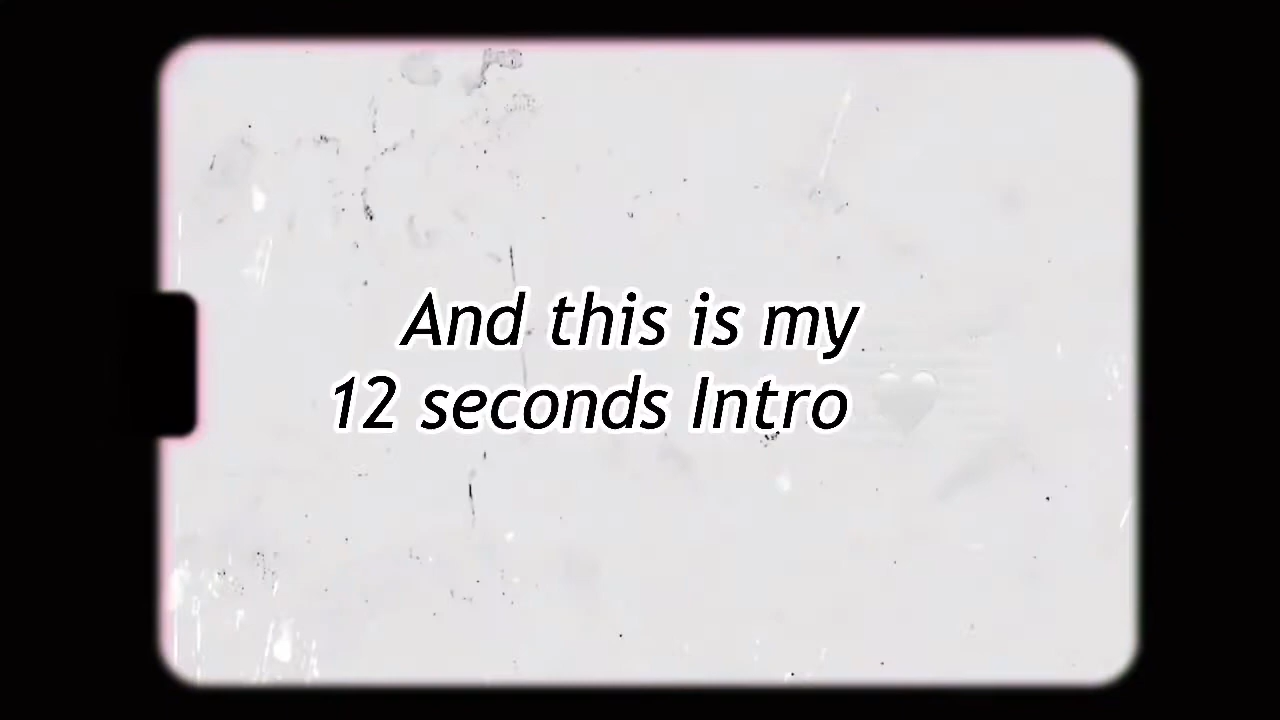 And this is my
12 seconds Intro 🤍